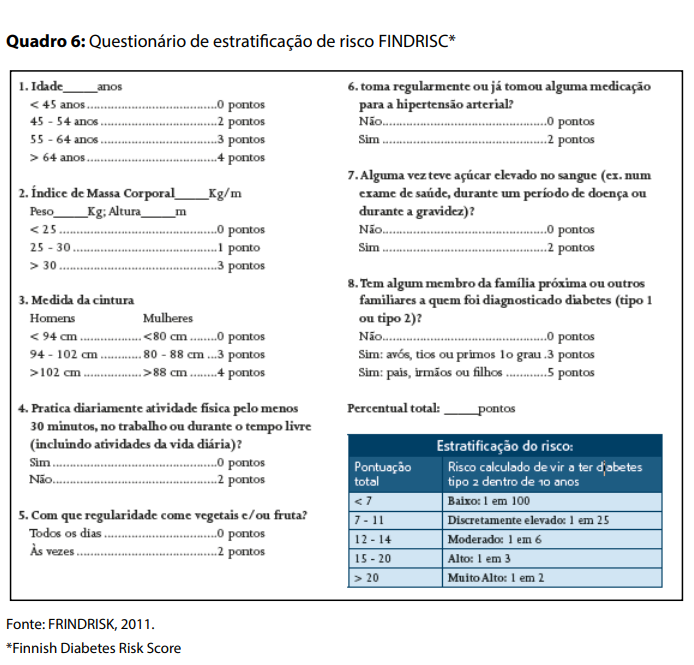 Quadro 6: Questionário de estratificação de risco FINDRISC*
1. Idade______anos
< 45 anos......................................0 pontos
45 - 54 anos...................................2 pontos
55 - 64 anos...................................3 pontos
> 64 anos......................................4 pontos
2. Índice de Massa Corporal______Kg/m
Peso______Kg; Altura______m
< 25...........................................0 pontos
25 - 30........................................1 ponto
> 30...........................................3 pontos
3. Medida da cintura
Homens Mulheres
< 94 cm .................. <80 cm ........0 pontos
94 - 102 cm ............ 80 - 88 cm ...3 pontos
>102 cm ................. >88 cm ........4 pontos
4. Pratica diariamente atividade física pelo menos
30 minutos, no trabalho ou durante o tempo livre
(incluindo atividades da vida diária)?
Sim............................................0 pontos
Não............................................2 pontos
5. Com que regularidade come vegetais e/ou fruta?
Todos os dias .................................0 pontos
Às vezes.......................................2 pontos
6. toma regularmente ou já tomou alguma medicação
para a hipertensão arterial?
Não............................................0 pontos
Sim ...........................................2 pontos
7. Alguma vez teve açúcar elevado no sangue (ex. num
exame de saúde, durante um período de doença ou
durante a gravidez)?
Não............................................0 pontos
Sim ...........................................2 pontos
8. Tem algum membro da família próxima ou outros
familiares a quem foi diagnosticado diabetes (tipo 1
ou tipo 2)?
Não............................................0 pontos
Sim: avós, tios ou primos 1o grau .3 pontos
Sim: pais, irmãos ou filhos ............5 pontos
Percentual total: ______pontos
Estratificação do risco:
Pontuação total Risco calculado de vir a ter diabetes
tipo 2 dentro de 10 anos
< 7 Baixo: 1 em 100
7 - 11 Discretamente elevado: 1 em 25
12 - 14 Moderado: 1 em 6
15 - 20 Alto: 1 em 3
> 20 Muito Alto: 1 em 2
Fonte: FRINDRISK, 2011.
*Finnish Diabetes Risk Score